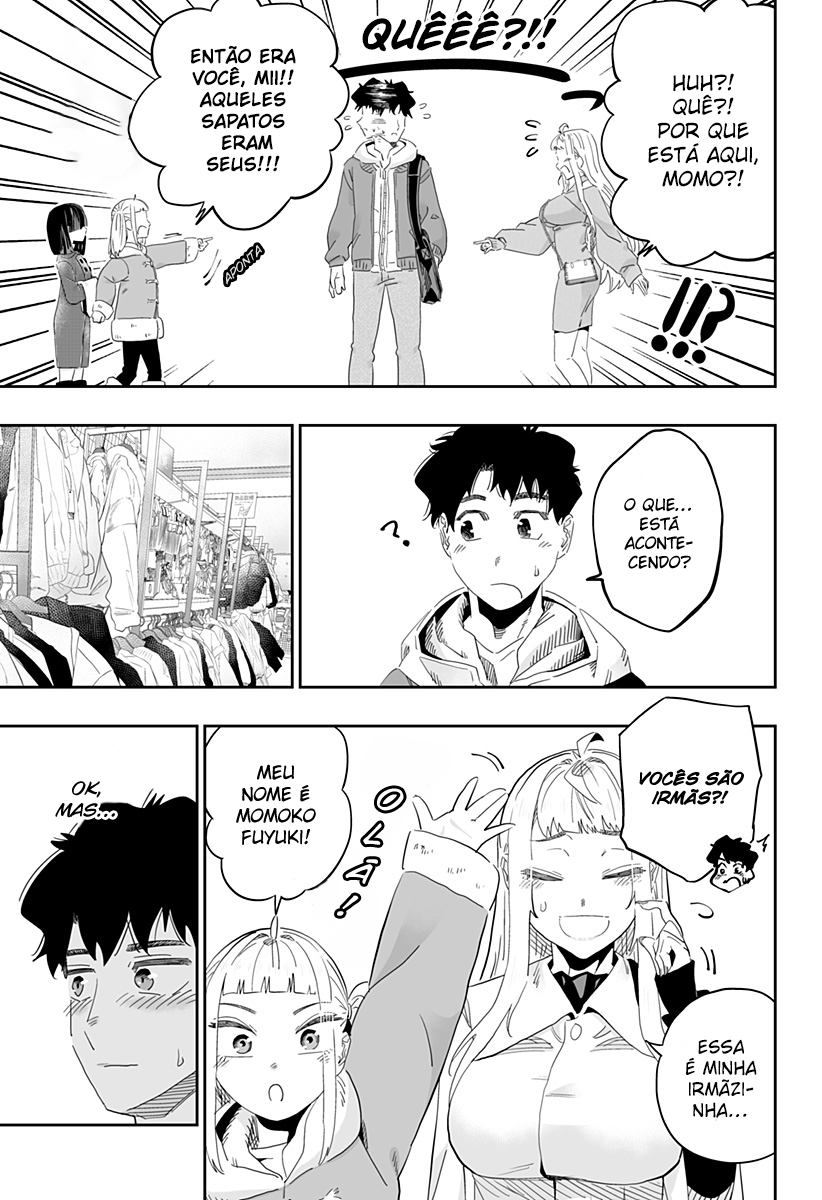 QUÊÊÊ?!!
HUH?!
QUÊ?!
POR QUE
ESTÁ AQUI,
MOMO?!
!!!?
ENTÃO ERA
VOCÊ, MII!!
AQUELES
SAPATOS
ERAM
SEUS!!!
APONTA
O QUE...
ESTÁ
ACONTE-
CENDO?
?
VOCÊS SÃO
IRMÃS?!
ESSA
É MINHA
IRMÃZI-
NHA...
OLÃ!
MEU
NOME É
MOMOKO
FUYUKI!
OK,
MAS...